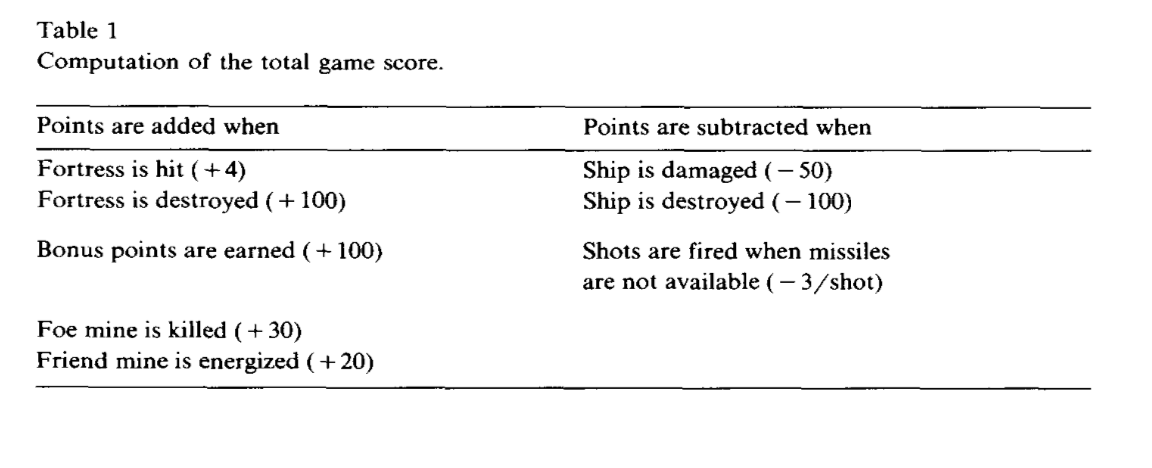 Table 1
Computation of the total game score.
Points are added when
Points are subtracted when
Fortress is hit (+4)
Ship is damaged (−50)
Fortress is destroyed (+100)
Ship is destroyed (−100)
Bonus points are earned (+100)
Shots are fired when missiles
are not available (−3/shot)
Foe mine is killed (+30)
Friend mine is energized (+20)